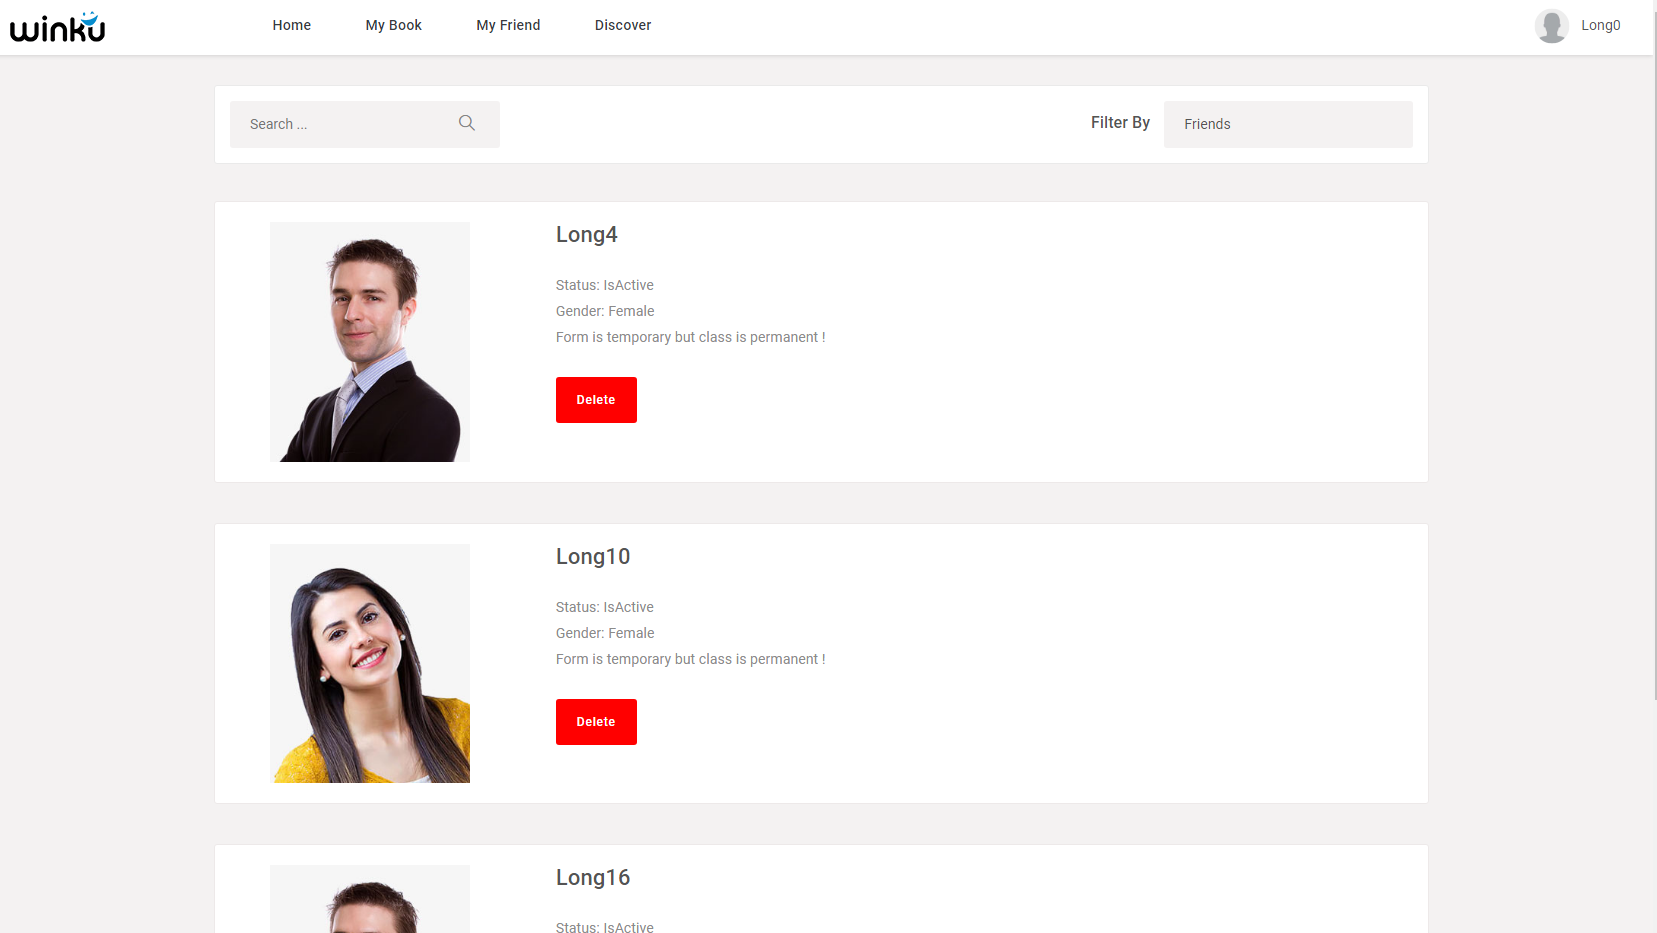 winku
Home
My Book
My Friend
Discover
Long0
Search ...
Filter By
Friends
Long4
Status: IsActive
Gender: Female
Form is temporary but class is permanent !
Delete
Long10
Status: IsActive
Gender: Female
Form is temporary but class is permanent !
Delete
Long16
Status: IsActive